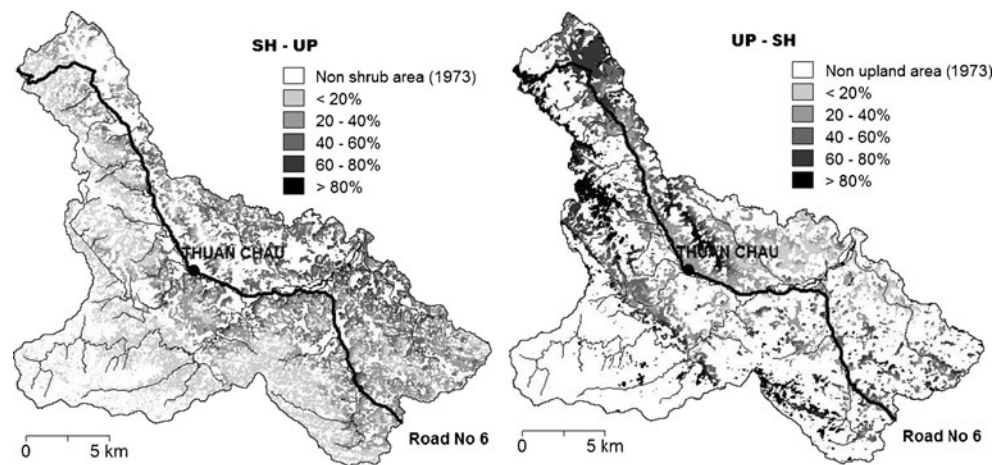 SH - UP
Non shrub area (1973)
< 20%
20 - 40%
40 - 60%
60 - 80%
> 80%
THUAN CHAU
Road No 6
0 5 km
UP - SH
Non upland area (1973)
< 20%
20 - 40%
40 - 60%
60 - 80%
> 80%
THUAN CHAU
Road No 6
0 5 km